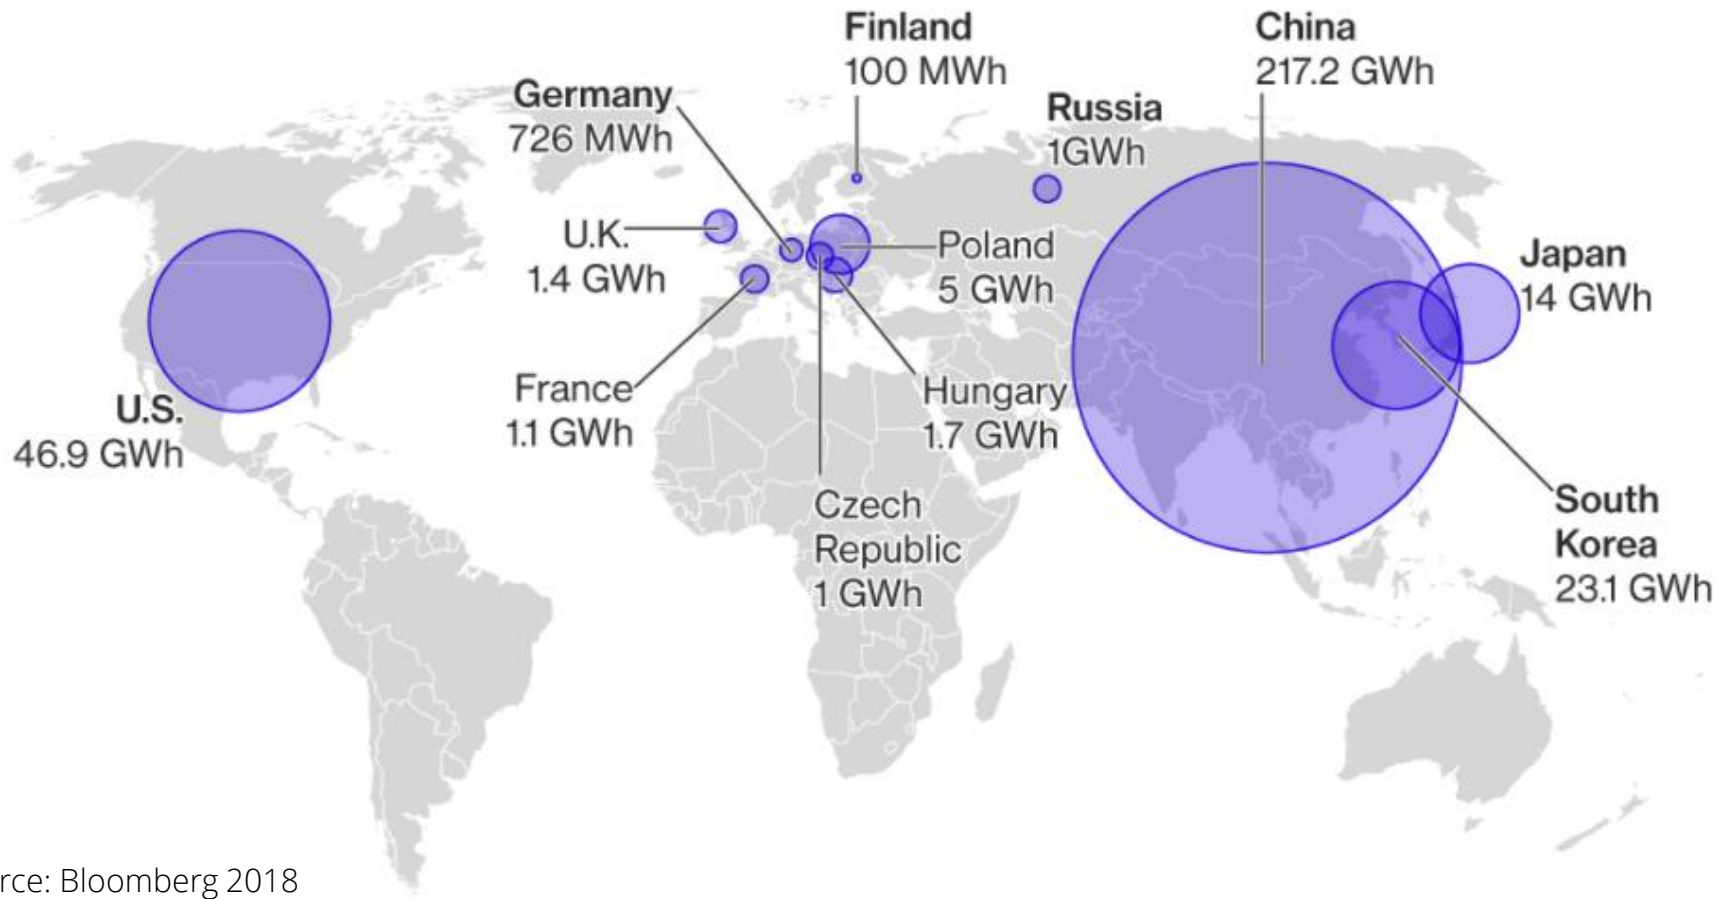 Finland
100 MWh
China
217.2 GWh
Germany
726 MWh
Russia
1GWh
U.K.
1.4 GWh
Poland
5 GWh
Japan
14 GWh
France
1.1 GWh
Hungary
1.7 GWh
U.S.
46.9 GWh
Czech
Republic
1 GWh
South
Korea
23.1 GWh
rce: Bloomberg 2018